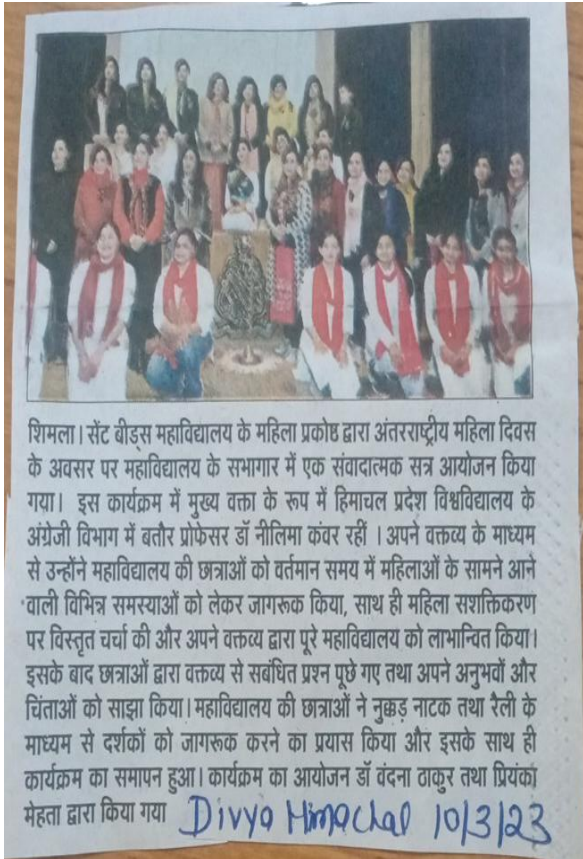 शिमला। सेंट बीड्स महाविद्यालय के महिला प्रकोष्ठ द्वारा अंतरराष्ट्रीय महिला दिवस
के अवसर पर महाविद्यालय के सभागार में एक संवादात्मक सत्र आयोजन किया
गया। इस कार्यक्रम में मुख्य वक्ता के रूप में हिमाचल प्रदेश विश्वविद्यालय के
अंग्रेजी विभाग में बतौर प्रोफेसर डॉ नीलिमा कंवर रहीं । अपने वक्तव्य के माध्यम
से उन्होंने महाविद्यालय की छात्राओं को वर्तमान समय में महिलाओं के सामने आने
वाली विभिन्न समस्याओं को लेकर जागरूक किया, साथ ही महिला सशक्तिकरण
पर विस्तृत चर्चा की और अपने वक्तव्य द्वारा पूरे महाविद्यालय को लाभान्वित किया।
इसके बाद छात्राओं द्वारा वक्तव्य से सबंधित प्रश्न पूछे गए तथा अपने अनुभवों और
चिंताओं को साझा किया। महाविद्यालय की छात्राओं ने नुक्कड़ नाटक तथा रैली के
माध्यम से दर्शकों को जागरूक करने का प्रयास किया और इसके साथ ही
कार्यक्रम का समापन हुआ। कार्यक्रम का आयोजन डॉ वंदना ठाकुर तथा प्रियंका
मेहता द्वारा किया गया Divya Himachal 10/3/23